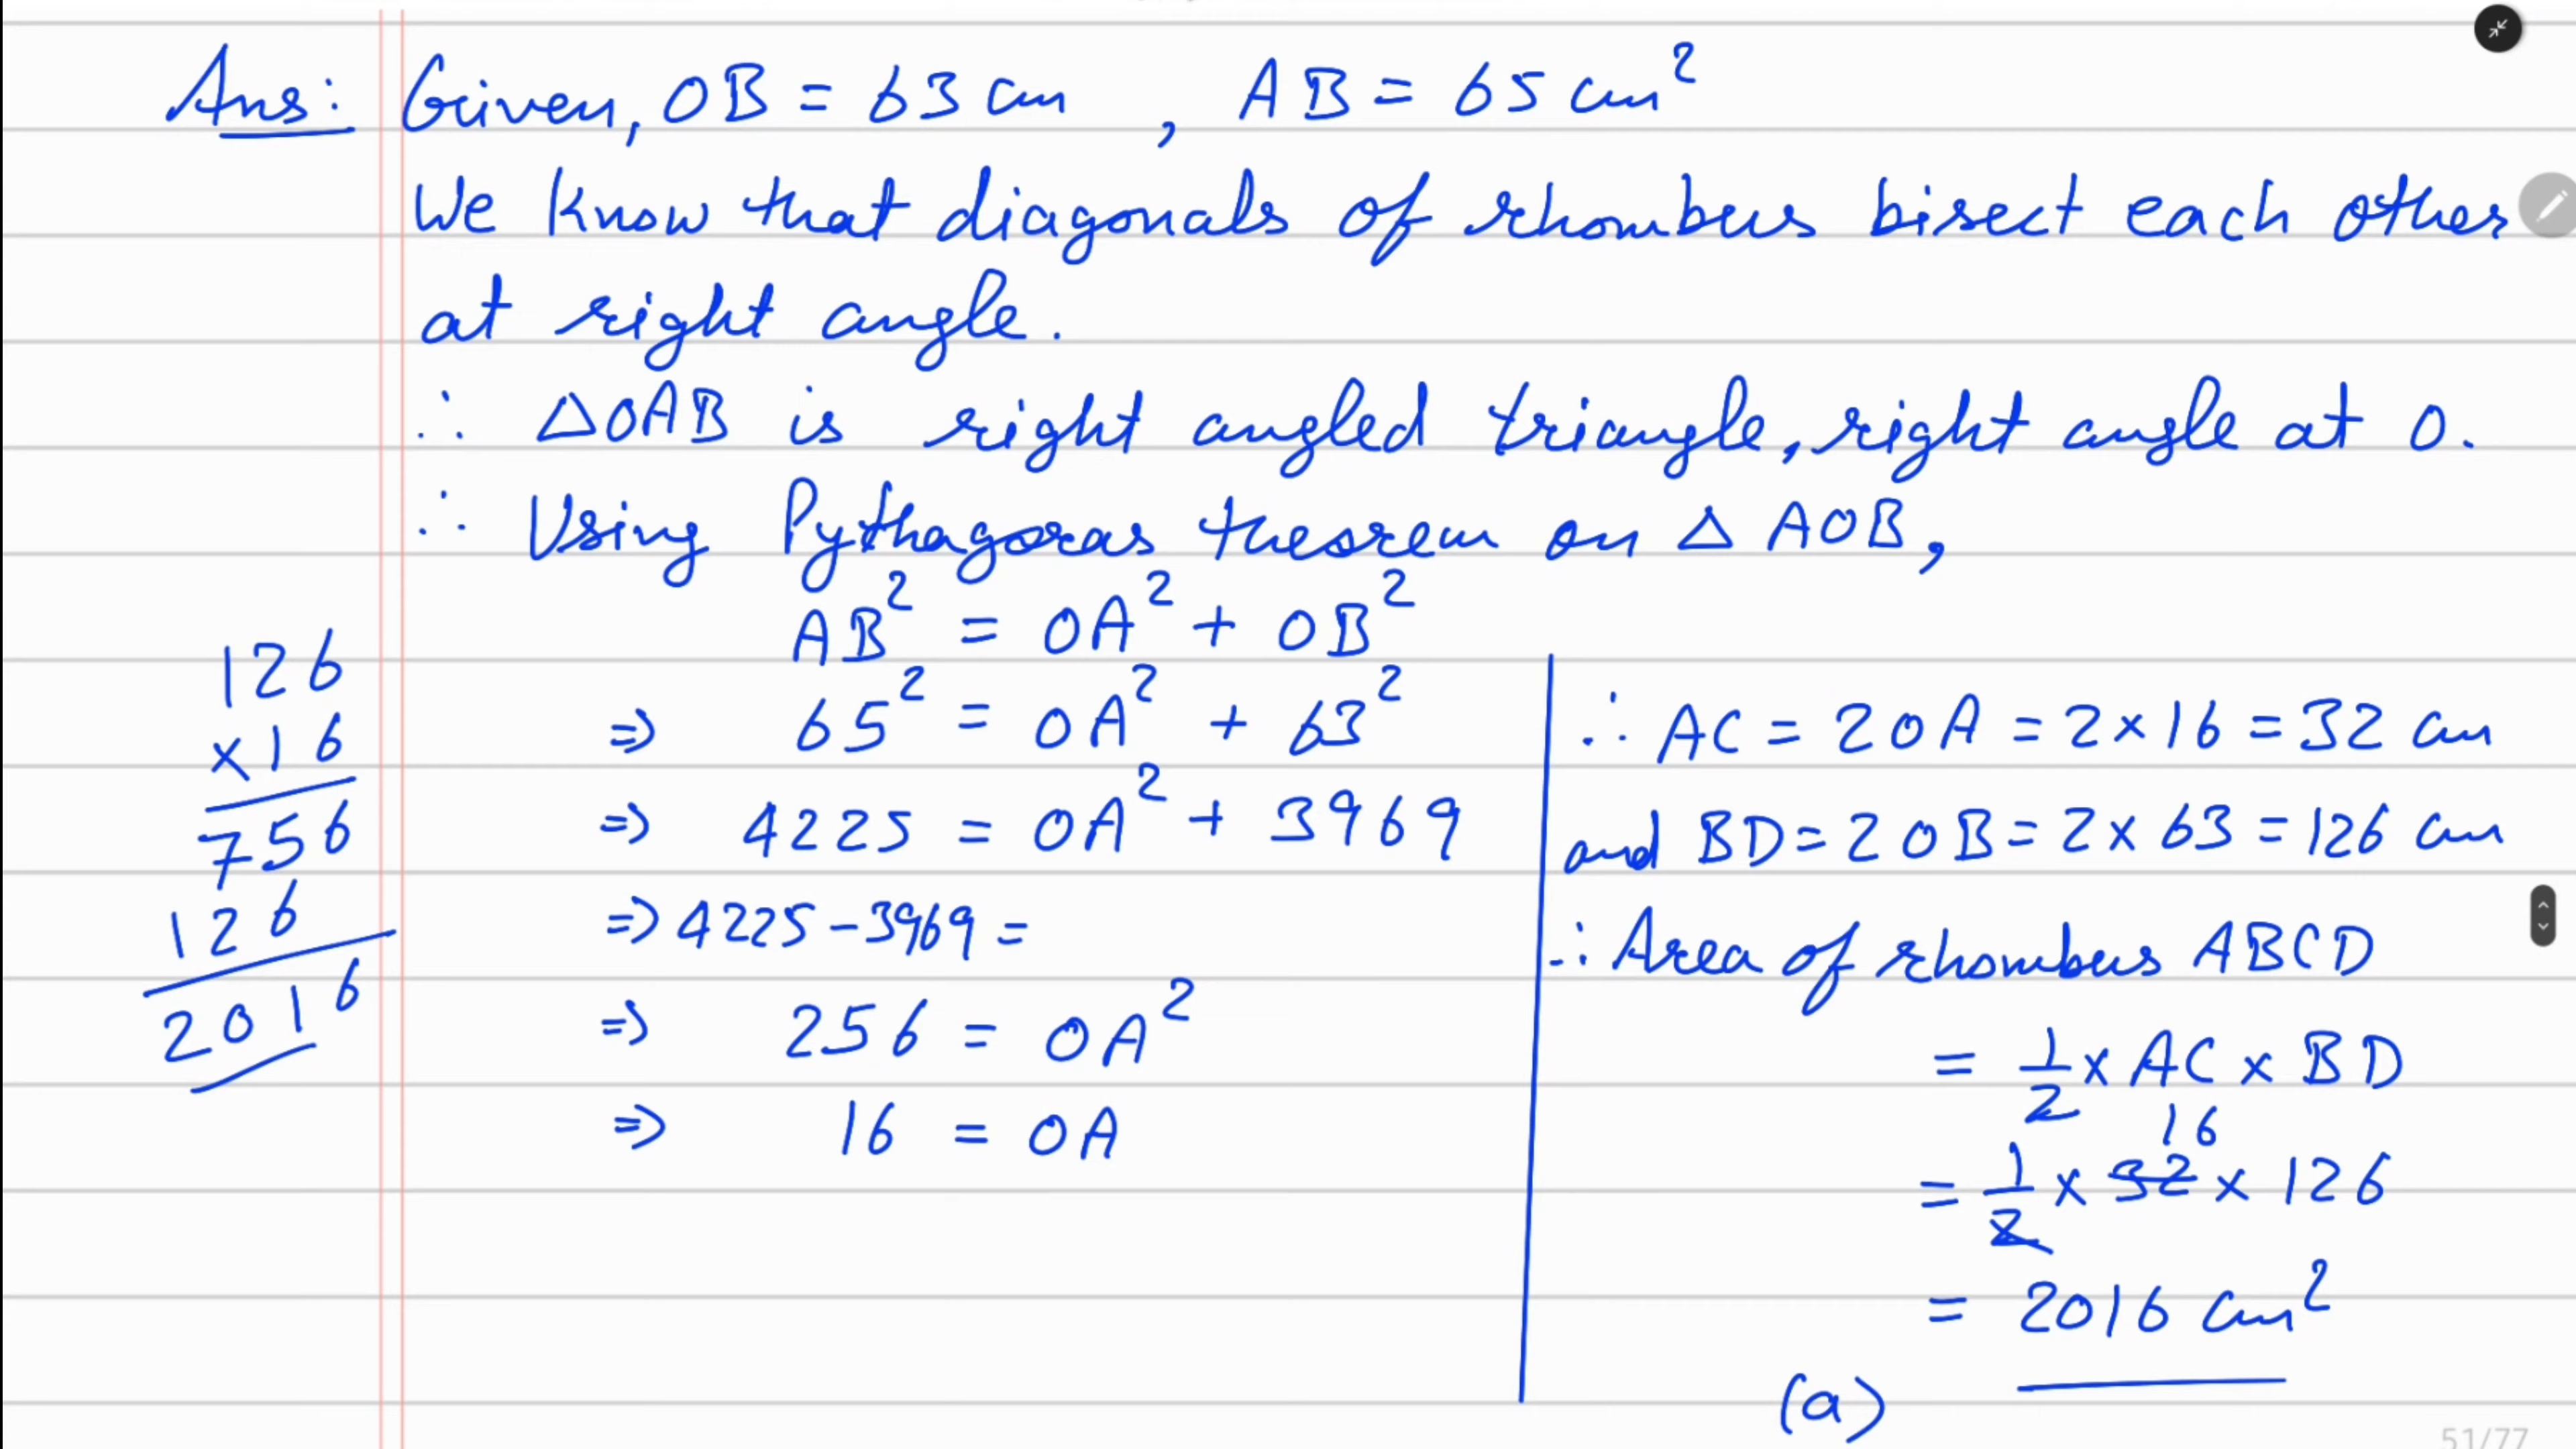 Ans: Given, OB = 63 cm , AB = 65 cm²
We know that diagonals of rhombus bisect each other
at right angle.
∴ △OAB is right angled triangle, right angle at O.
∴ Using Pythagoras theorem on △ AOB,
AB² = OA² + OB²
⇒ 65² = OA² + 63²
⇒ 4225 = OA² + 3969
⇒ 4225 - 3969 =
⇒ 256 = OA²
⇒ 16 = OA
126
×16
756
126
2016
∴ AC = 2OA = 2×16 = 32 cm
and BD = 2OB = 2×63 = 126 cm
∴ Area of rhombus ABCD
= 1/2 × AC × BD
16
= 1/2 × 32 × 126
= 2016 cm²
(a)
51/77